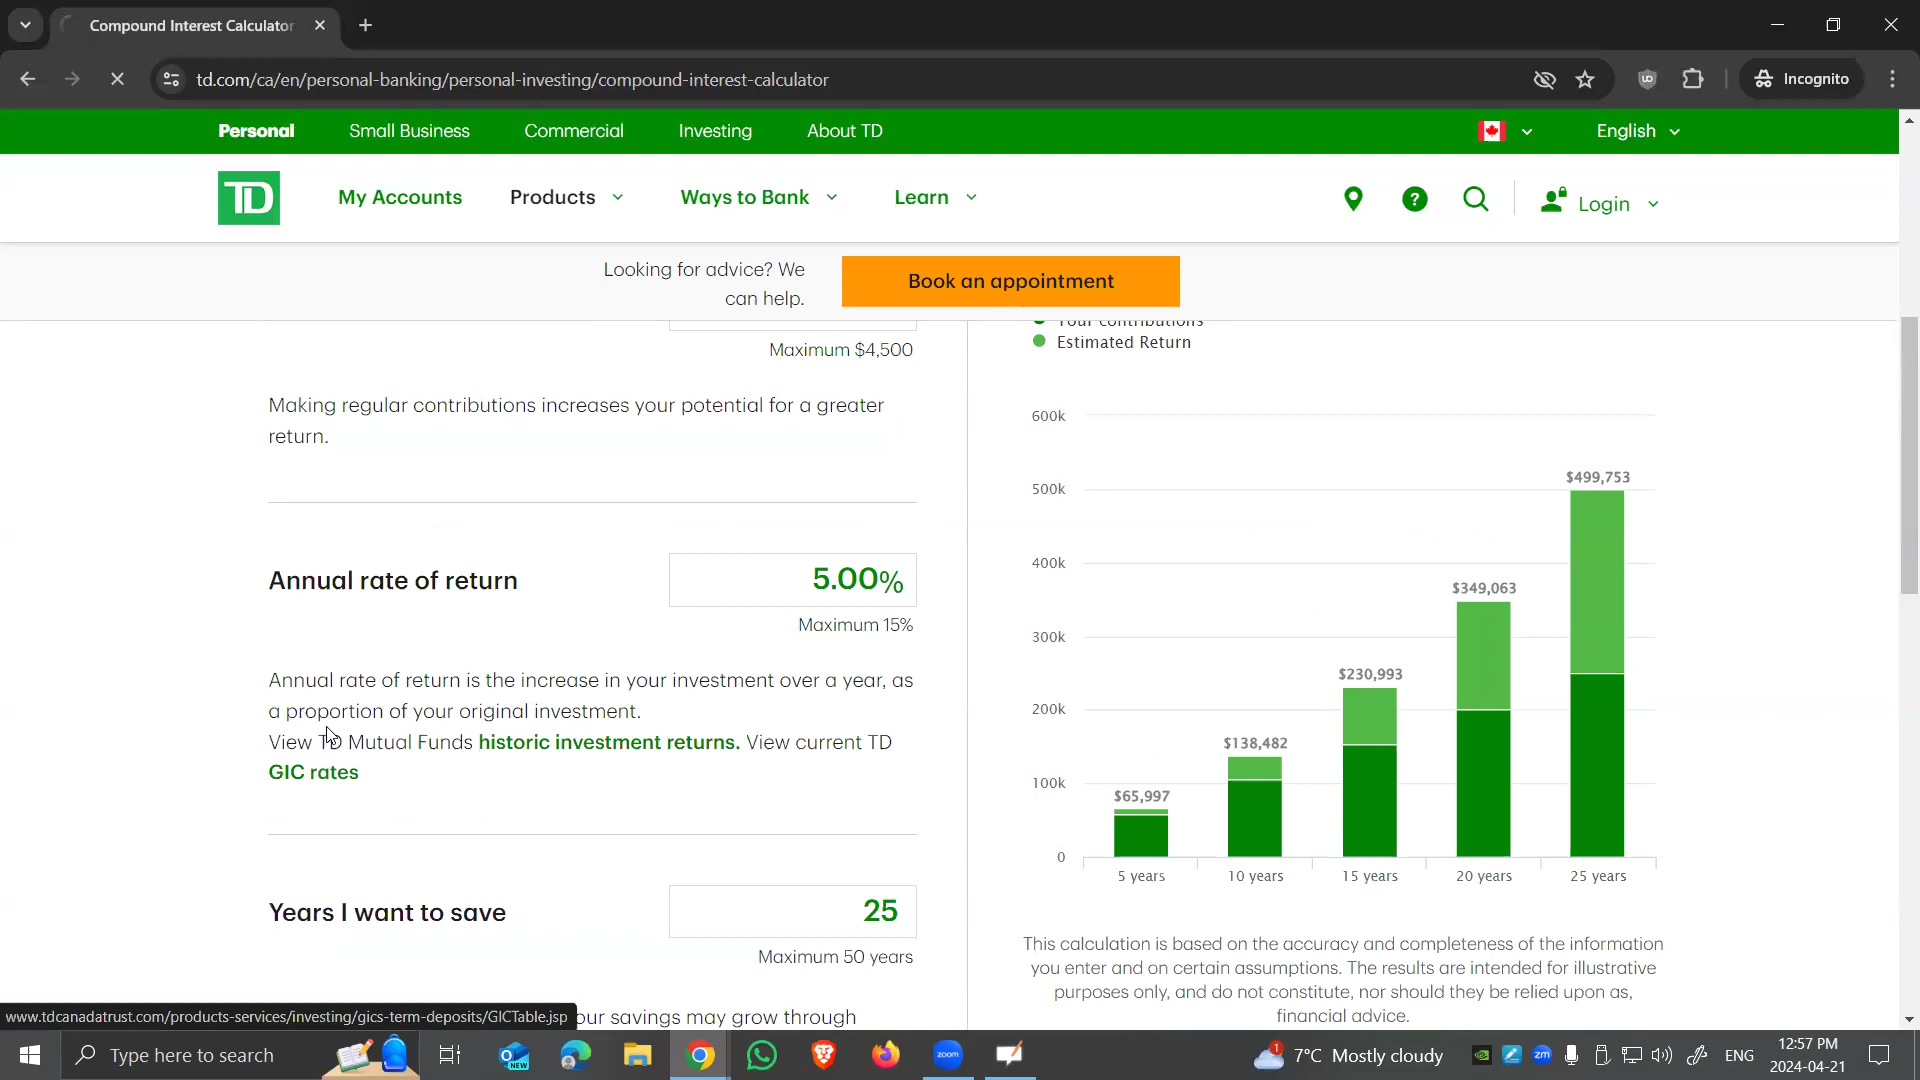 Compound Interest Calculator
td.com/ca/en/personal-banking/personal-investing/compound-interest-calculator
Incognito
Personal
Small Business
Commercial
Investing
About TD
English
TD
My Accounts
Products
Ways to Bank
Learn
?
Login
Looking for advice? We
can help.
Book an appointment
Maximum $4,500
Making regular contributions increases your potential for a greater
return.
Annual rate of return
5.00%
Maximum 15%
Annual rate of return is the increase in your investment over a year, as
a proportion of your original investment.
View TD Mutual Funds historic investment returns. View current TD
GIC rates
Years I want to save
25
Maximum 50 years
our savings may grow through
Your contributions
Estimated Return
600k
500k
400k
300k
200k
100k
0
$65,997
$138,482
$230,993
$349,063
$499,753
5 years
10 years
15 years
20 years
25 years
This calculation is based on the accuracy and completeness of the information
you enter and on certain assumptions. The results are intended for illustrative
purposes only, and do not constitute, nor should they be relied upon as,
financial advice.
www.tdcanadatrust.com/products-services/investing/gics-term-deposits/GICTable.jsp
Type here to search
NEW
zoom
1
7°C Mostly cloudy
zm
ENG
12:57 PM
2024-04-21